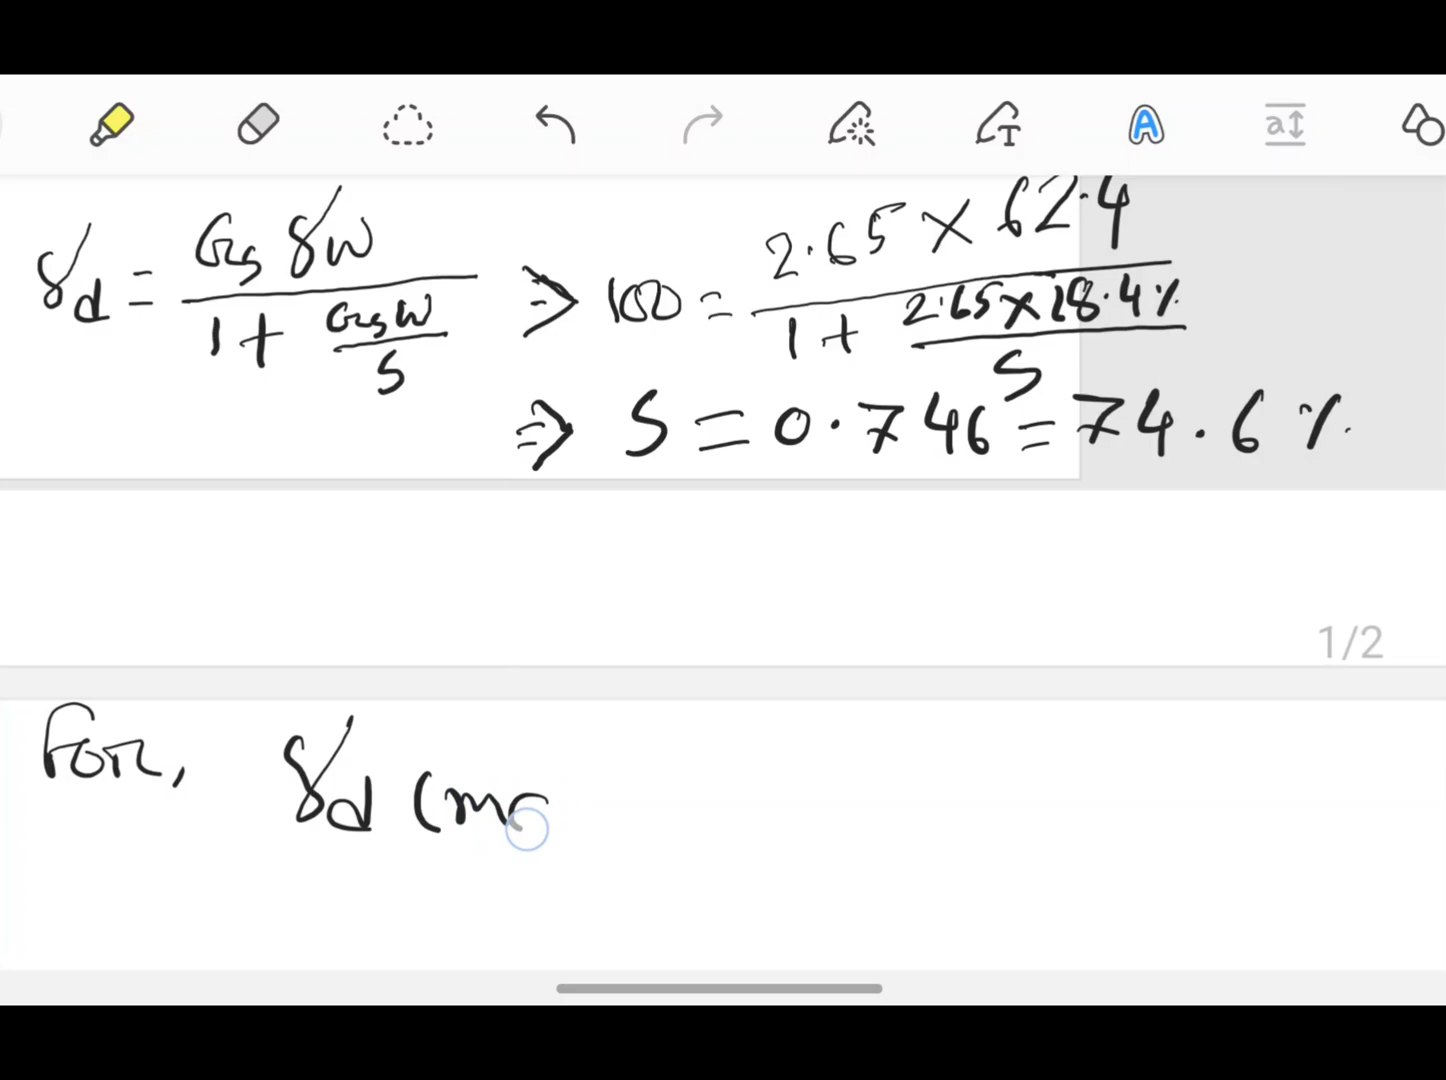 γd = Gs γw / (1 + Gs w / S) ⇒ 100 = 2.65 × 62.4 / (1 + 2.65 × 18.4 % / S)
⇒ S = 0.746 = 74.6 %.
1/2
For, γd (ma